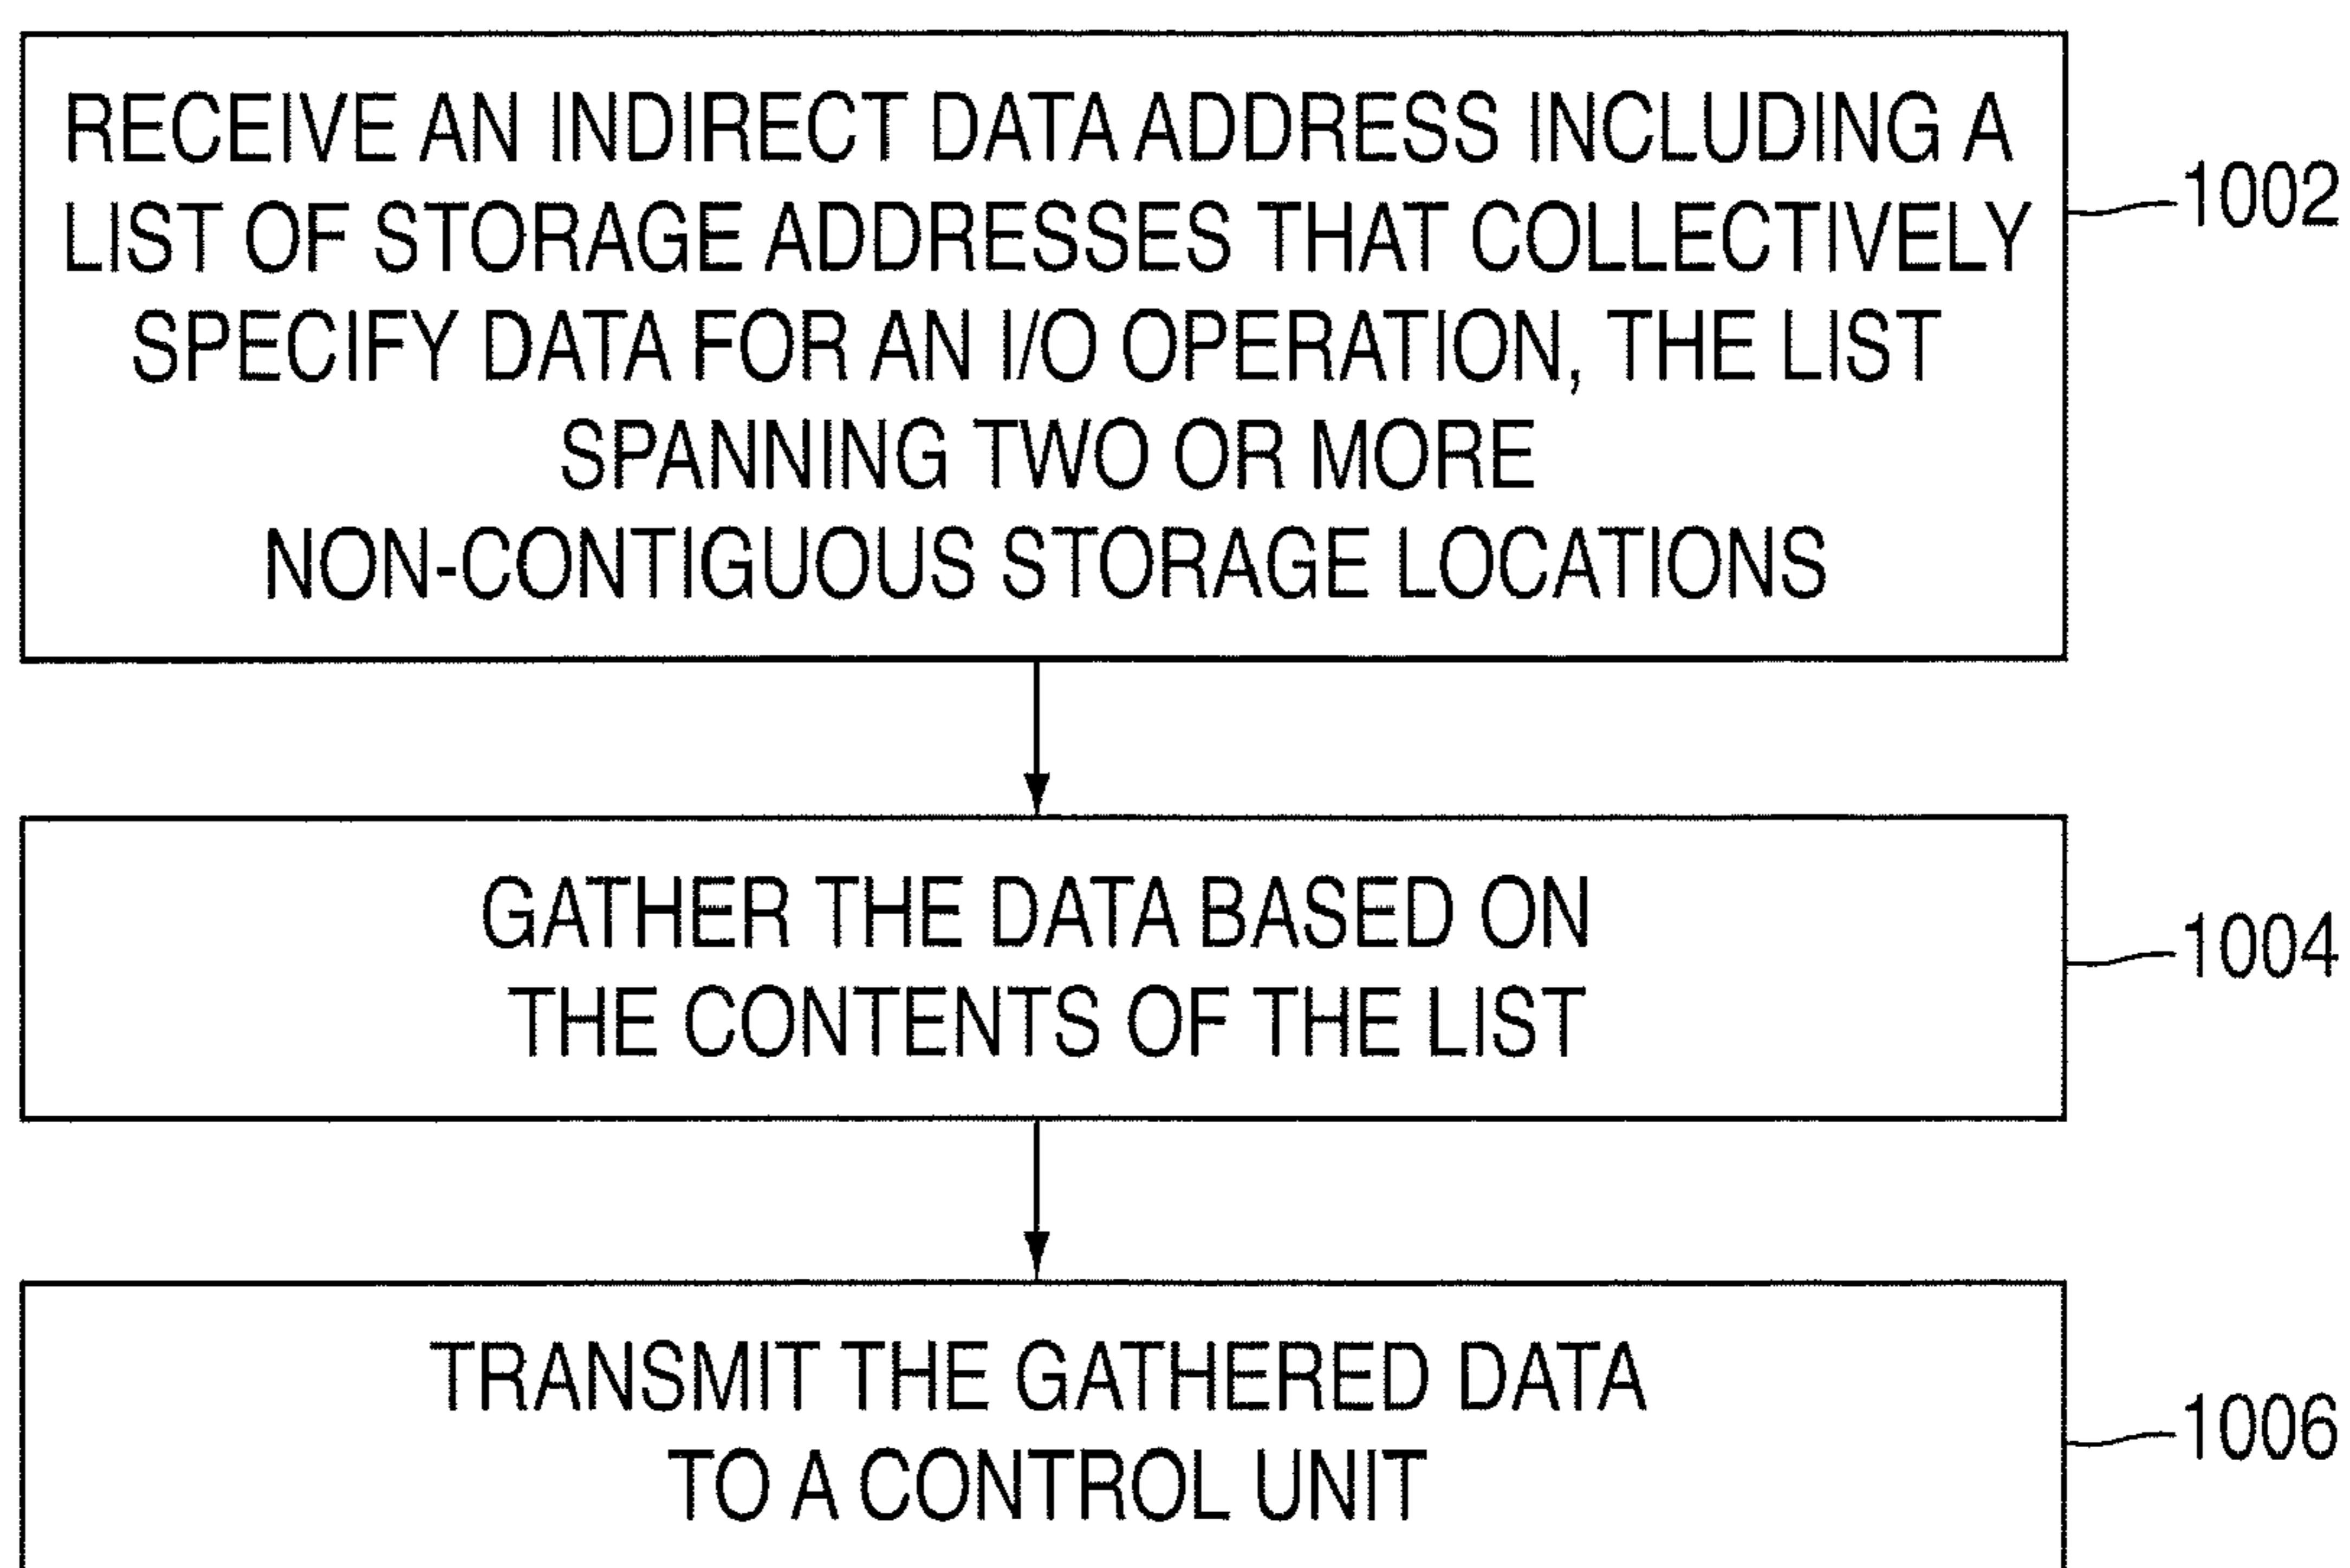 RECEIVE AN INDIRECT DATA ADDRESS INCLUDING A
LIST OF STORAGE ADDRESSES THAT COLLECTIVELY
SPECIFY DATA FOR AN I/O OPERATION, THE LIST
SPANNING TWO OR MORE
NON-CONTIGUOUS STORAGE LOCATIONS
1002
GATHER THE DATA BASED ON
THE CONTENTS OF THE LIST
1004
TRANSMIT THE GATHERED DATA
TO A CONTROL UNIT
1006